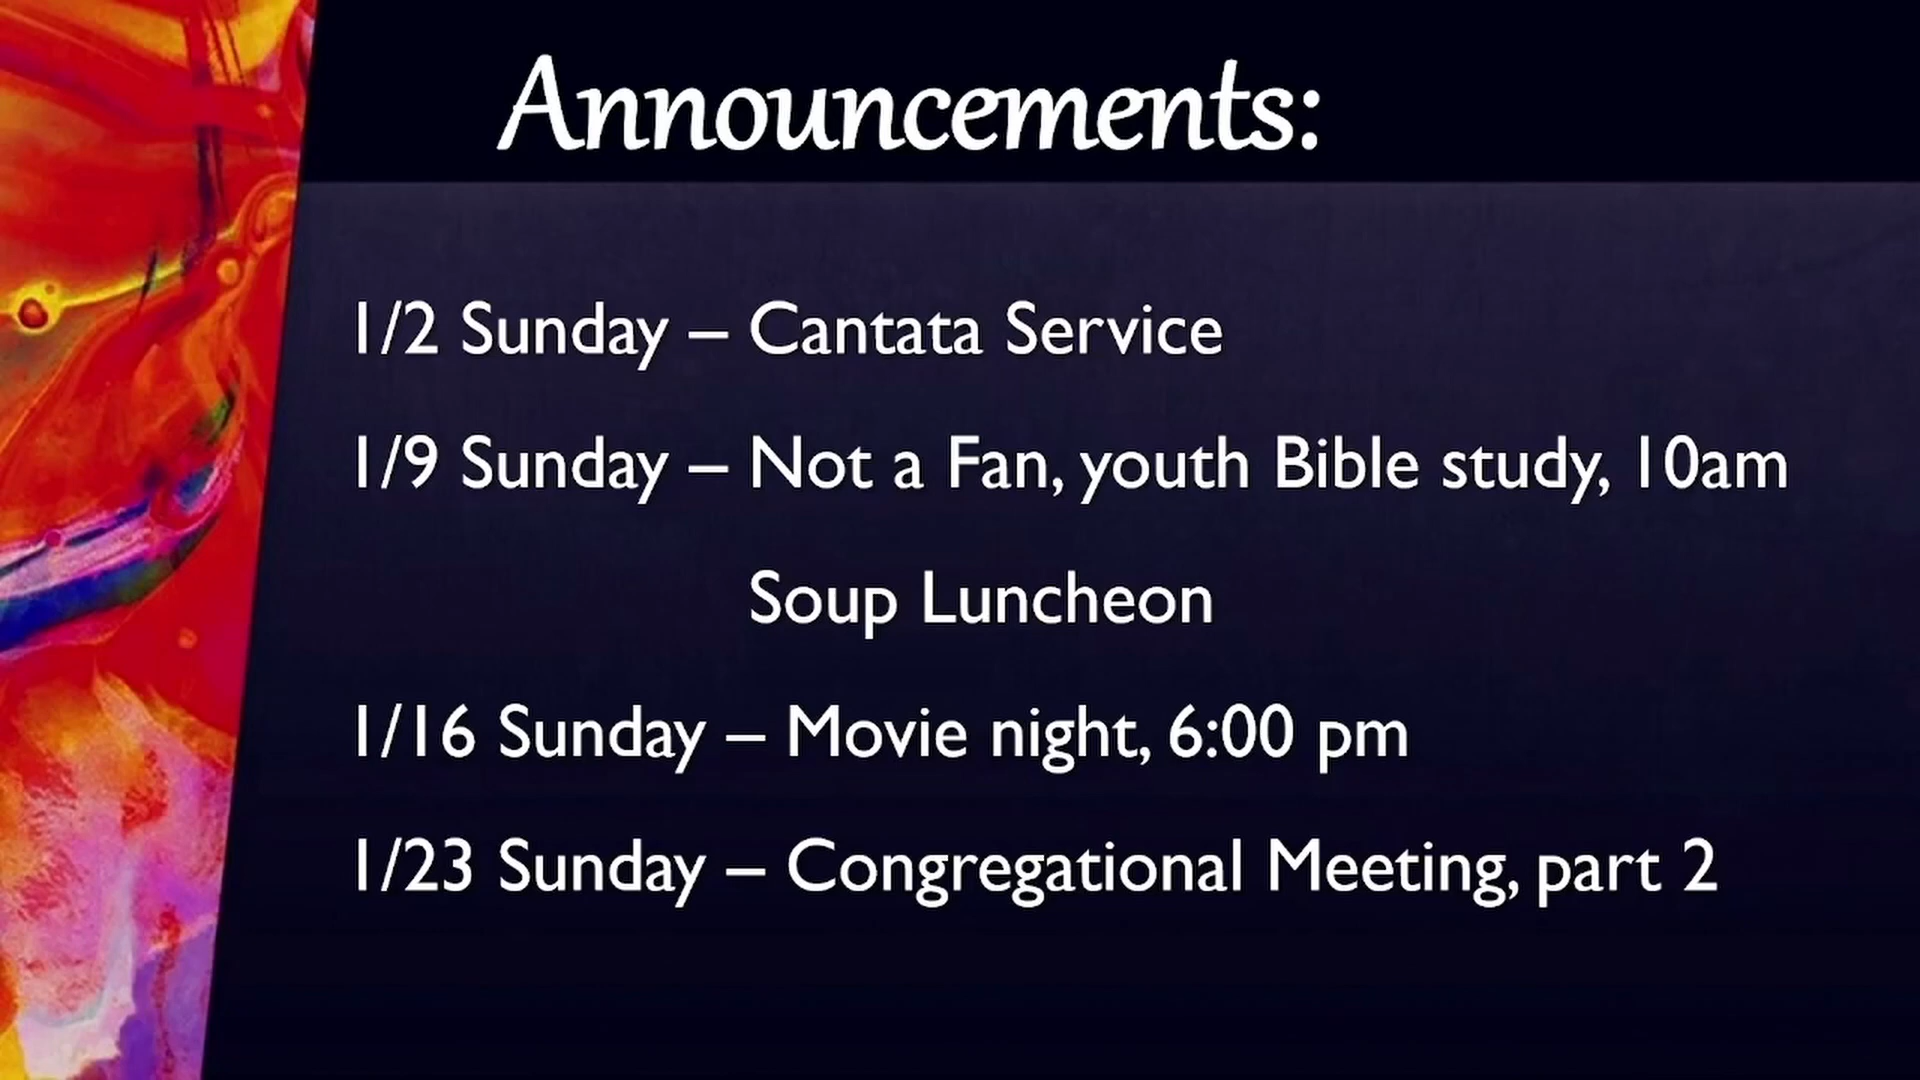 Announcements:
1/2 Sunday – Cantata Service
1/9 Sunday – Not a Fan, youth Bible study, 10am
Soup Luncheon
1/16 Sunday – Movie night, 6:00 pm
1/23 Sunday – Congregational Meeting, part 2